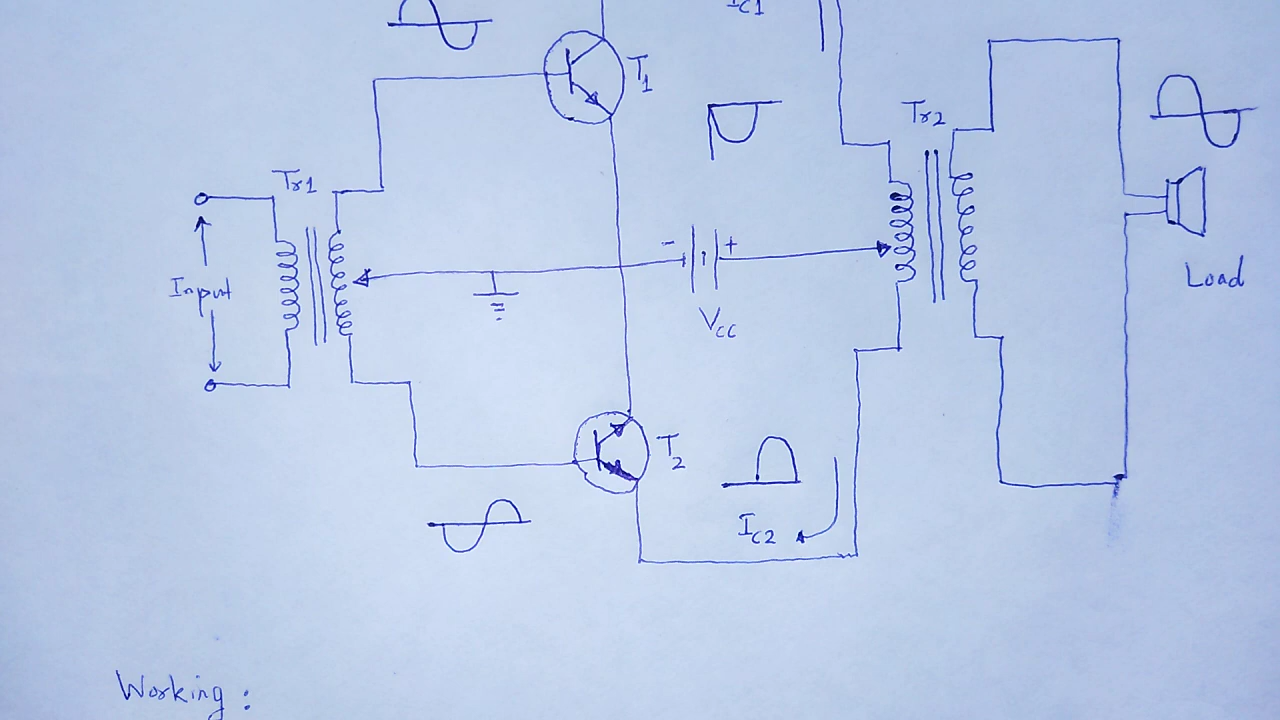 IC1
T1
Tr2
Tr1
Input
- +
VCC
Load
T2
IC2
Working :